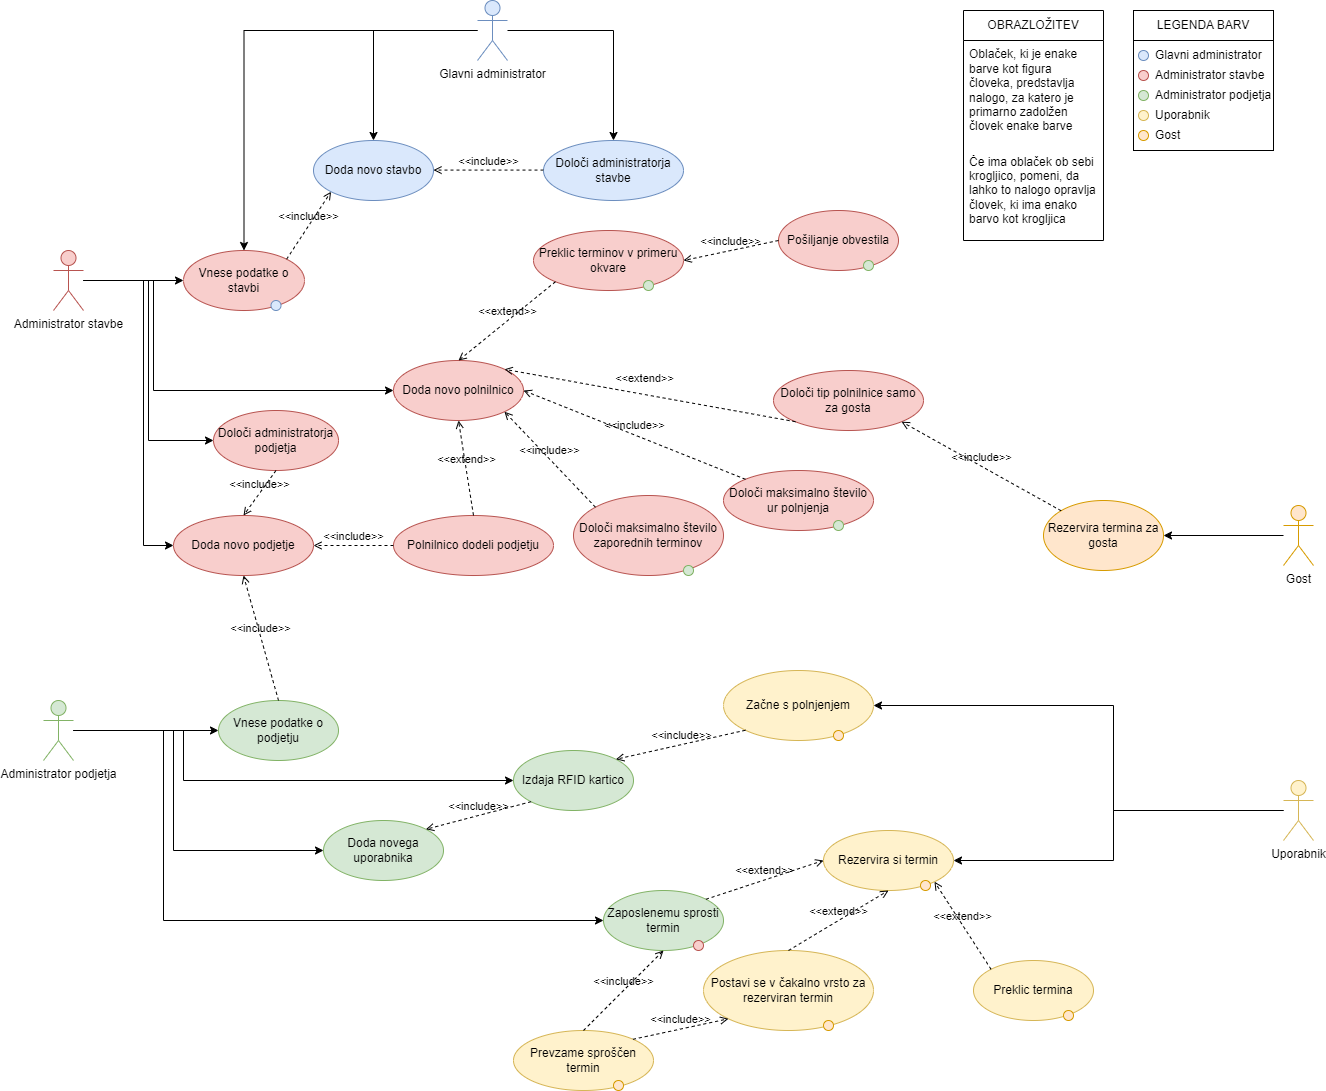 Glavni administrator
OBRAZLOŽITEV
Oblaček, ki je enake
barve kot figura
človeka, predstavlja
nalogo, za katero je
primarno zadolžen
človek enake barve
Če ima oblaček ob sebi
krogljico, pomeni, da
lahko to nalogo opravlja
človek, ki ima enako
barvo kot krogljica
LEGENDA BARV
Glavni administrator
Administrator stavbe
Administrator podjetja
Uporabnik
Gost
Doda novo stavbo
<<include>>
Določi administratorja
stavbe
<<include>>
Vnese podatke o
stavbi
Administrator stavbe
Preklic terminov v primeru
okvare
<<include>>
Pošiljanje obvestila
<<extend>>
Doda novo polnilnico
<<extend>>
Določi tip polnilnice samo
za gosta
Določi administratorja
podjetja
<<include>>
<<extend>>
<<include>>
<<include>>
<<include>>
Določi maksimalno število
ur polnjenja
Doda novo podjetje
<<include>>
Polnilnico dodeli podjetju
Določi maksimalno število
zaporednih terminov
Rezervira termina za
gosta
Gost
<<include>>
Vnese podatke o
podjetju
Administrator podjetja
Začne s polnjenjem
<<include>>
Izdaja RFID kartico
<<include>>
Doda novega
uporabnika
Rezervira si termin
Uporabnik
<<extend>>
Zaposlenemu sprosti
termin
<<extend>>
<<extend>>
<<include>>
Postavi se v čakalno vrsto za
rezerviran termin
Preklic termina
<<include>>
Prevzame sproščen
termin